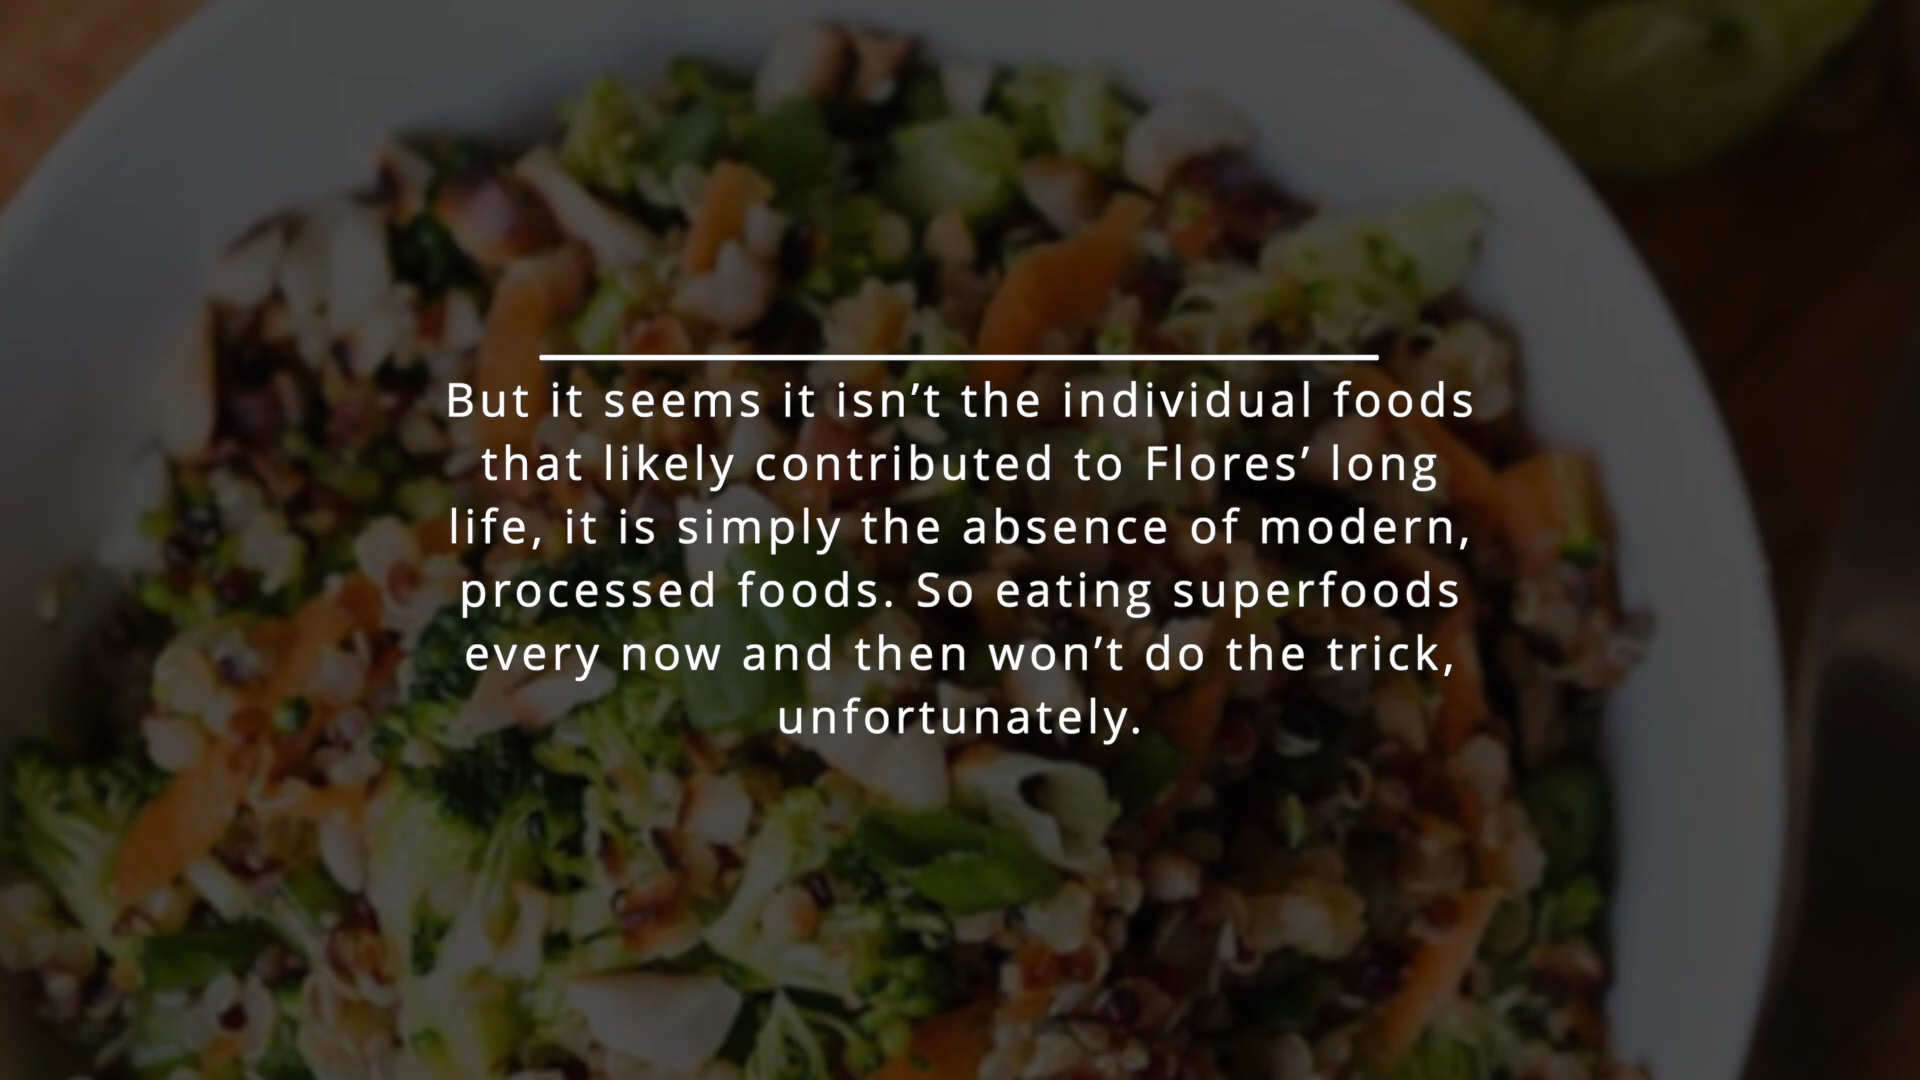 But it seems it isn’t the individual foods
that likely contributed to Flores’ long
life, it is simply the absence of modern,
processed foods. So eating superfoods
every now and then won’t do the trick,
unfortunately.